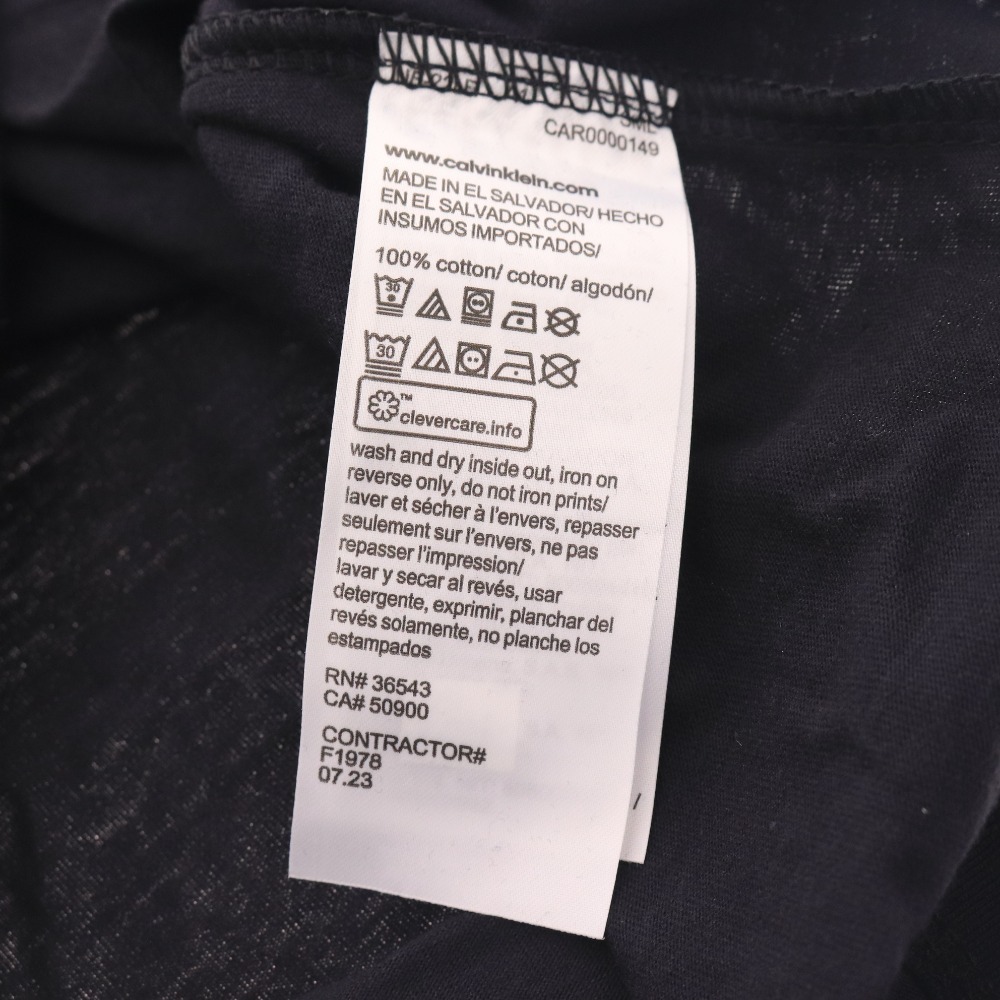 CAR0000149
www.calvinklein.com
MADE IN EL SALVADOR/ HECHO
EN EL SALVADOR CON
INSUMOS IMPORTADOS/
100% cotton/ coton/ algodón/
30
30
™
clevercare.info
wash and dry inside out, iron on
reverse only, do not iron prints/
laver et sécher à l'envers, repasser
seulement sur l'envers, ne pas
repasser l'impression/
lavar y secar al revés, usar
detergente, exprimir, planchar del
revés solamente, no planche los
estampados
RN# 36543
CA# 50900
CONTRACTOR#
F1978
07.23
/